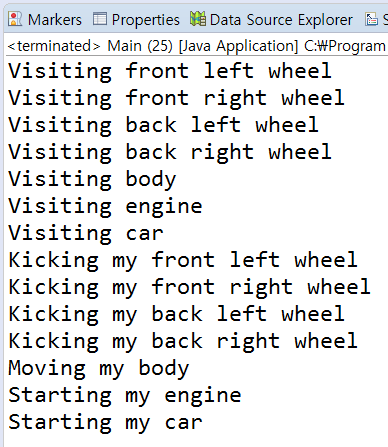 Markers Properties Data Source Explorer
<terminated> Main (25) [Java Application] C:₩Program
Visiting front left wheel
Visiting front right wheel
Visiting back left wheel
Visiting back right wheel
Visiting body
Visiting engine
Visiting car
Kicking my front left wheel
Kicking my front right wheel
Kicking my back left wheel
Kicking my back right wheel
Moving my body
Starting my engine
Starting my car